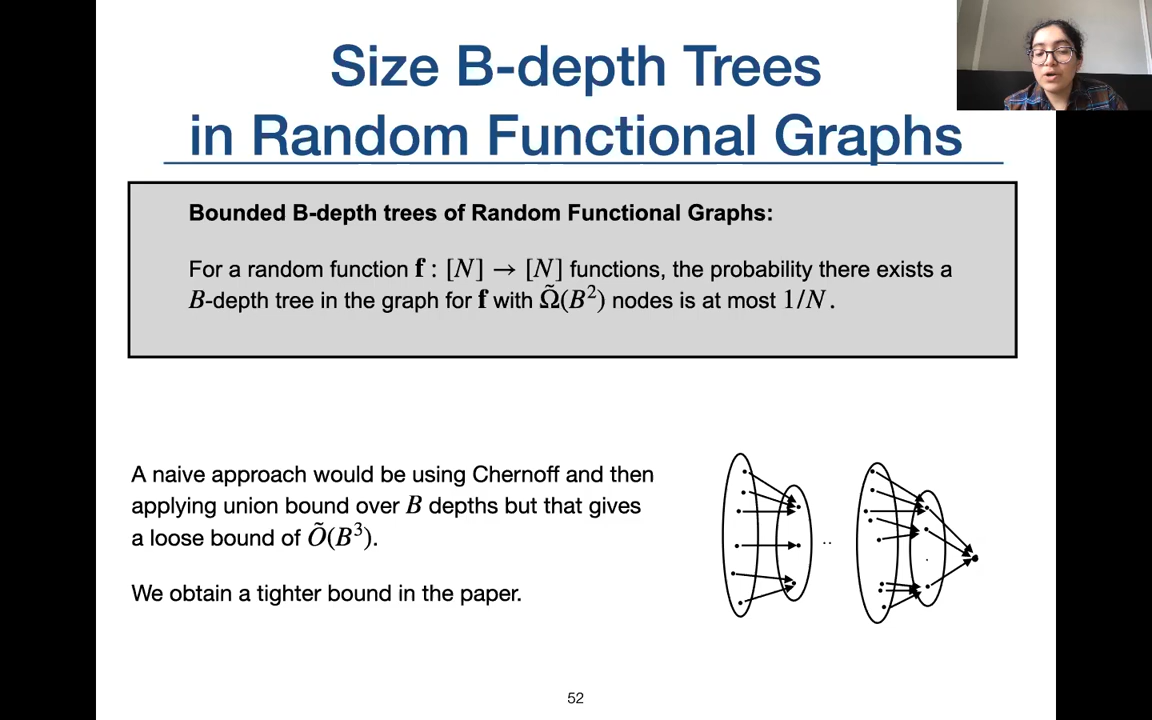 Size B-depth Trees
in Random Functional Graphs
Bounded B-depth trees of Random Functional Graphs:
For a random function f : [N] → [N] functions, the probability there exists a
B-depth tree in the graph for f with Ω̃(B²) nodes is at most 1/N.
A naive approach would be using Chernoff and then
applying union bound over B depths but that gives
a loose bound of Õ(B³).
We obtain a tighter bound in the paper.
52